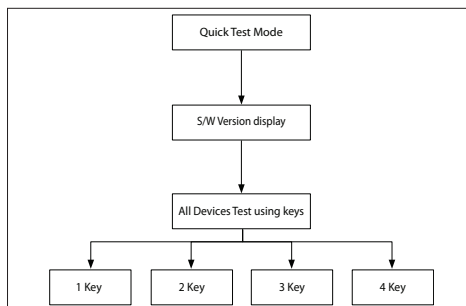 Quick Test Mode
S/W Version display
All Devices Test using keys
1 Key
2 Key
3 Key
4 Key